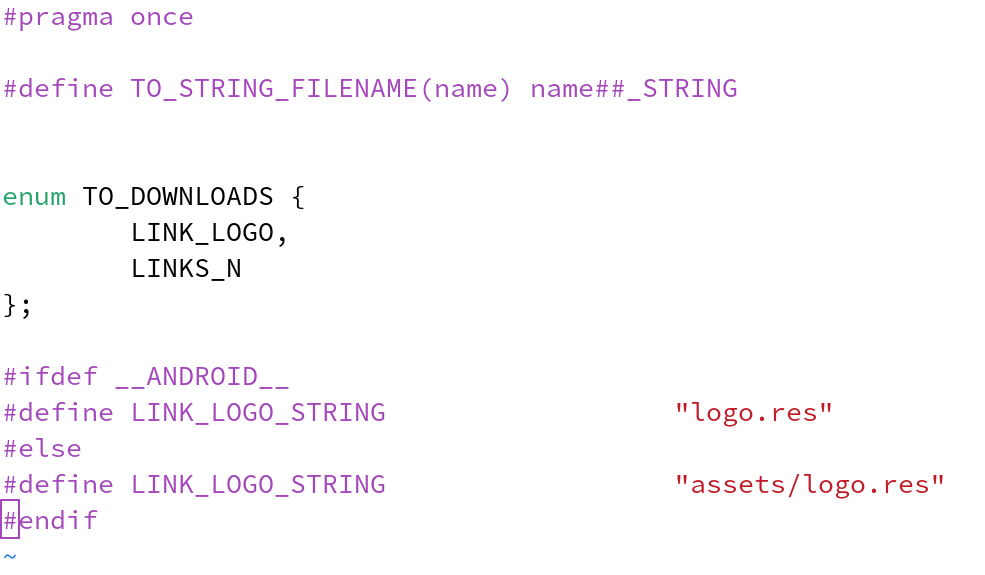 #pragma once
#define TO_STRING_FILENAME(name) name##_STRING
enum TO_DOWNLOADS {
LINK_LOGO,
LINKS_N
};
#ifdef __ANDROID__
#define LINK_LOGO_STRING "logo.res"
#else
#define LINK_LOGO_STRING "assets/logo.res"
#endif
~